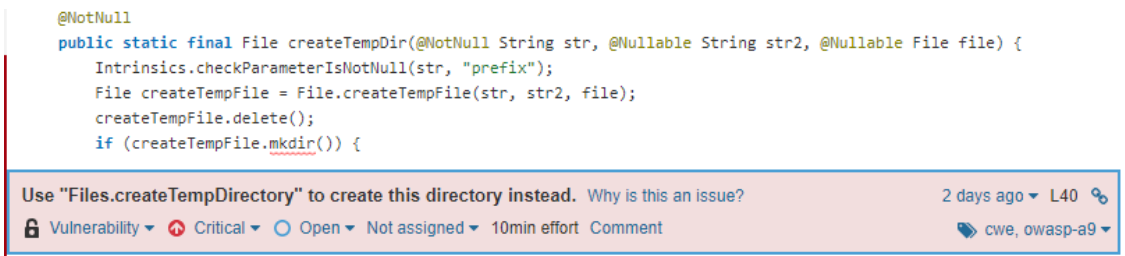 @NotNull
public static final File createTempDir(@NotNull String str, @Nullable String str2, @Nullable File file) {
Intrinsics.checkParameterIsNotNull(str, "prefix");
File createTempFile = File.createTempFile(str, str2, file);
createTempFile.delete();
if (createTempFile.mkdir()) {
Use "Files.createTempDirectory" to create this directory instead. Why is this an issue? 2 days ago L40
Vulnerability Critical Open Not assigned 10min effort Comment cwe, owasp-a9